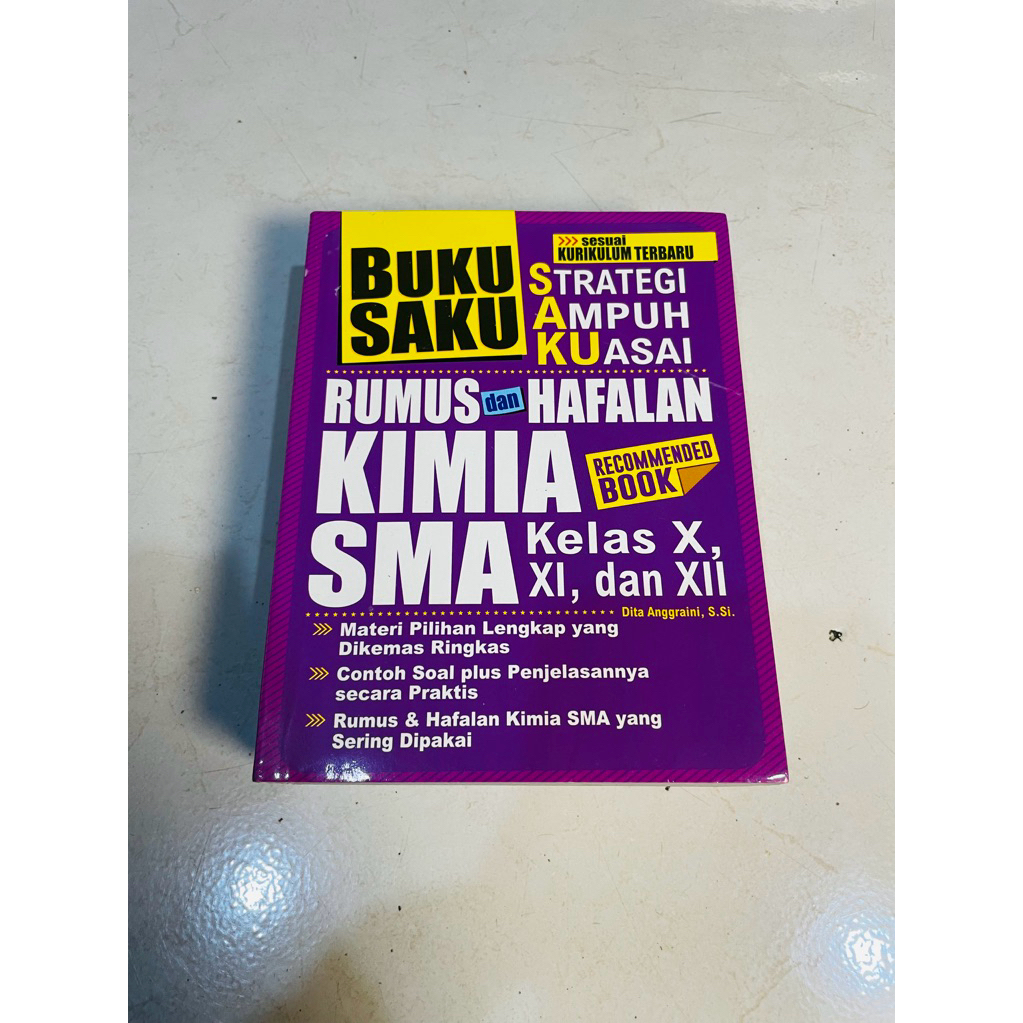 BUKU
SAKU
>>> sesuai
KURIKULUM TERBARU
STRATEGI
AMPUH
KUASAI
RUMUS dan HAFALAN
KIMIA
RECOMMENDED
BOOK
SMA
Kelas X,
XI, dan XII
Dita Anggraini, S.Si.
>>> Materi Pilihan Lengkap yang
Dikemas Ringkas
>>> Contoh Soal plus Penjelasannya
secara Praktis
>>> Rumus & Hafalan Kimia SMA yang
Sering Dipakai